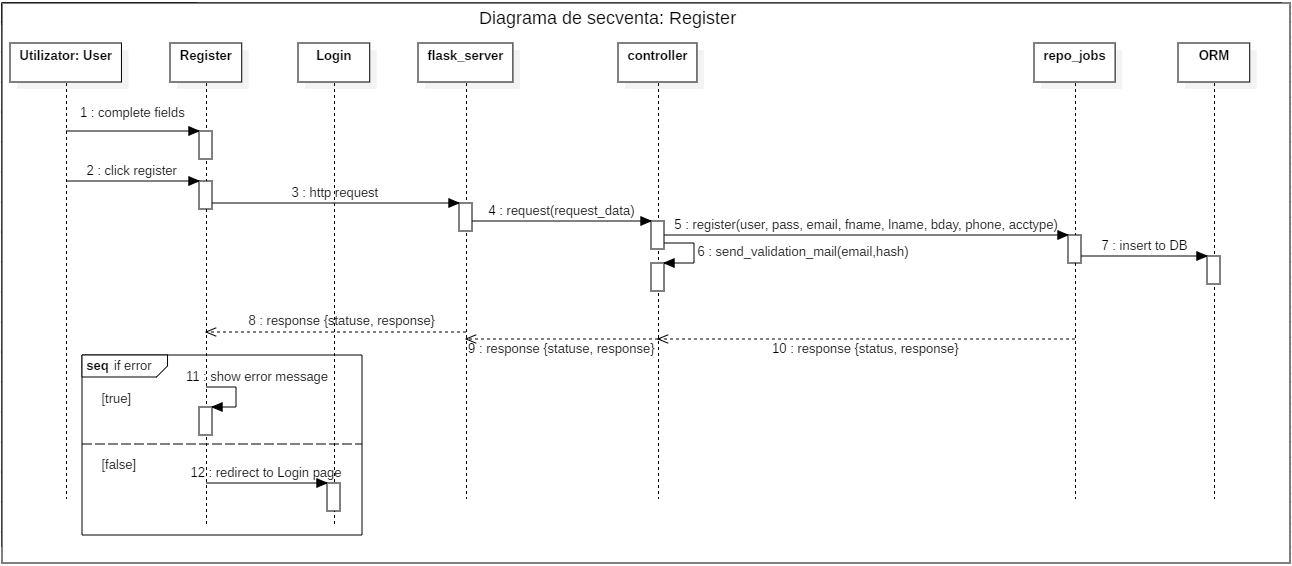 Diagrama de secventa: Register
Utilizator: User
Register
Login
flask_server
controller
repo_jobs
ORM
1 : complete fields
2 : click register
3 : http request
4 : request(request_data)
5 : register(user, pass, email, fname, lname, bday, phone, acctype)
6 : send_validation_mail(email,hash)
7 : insert to DB
8 : response {statuse, response}
9 : response {statuse, response}
10 : response {status, response}
seq if error
11 : show error message
[true]
[false]
12 : redirect to Login page